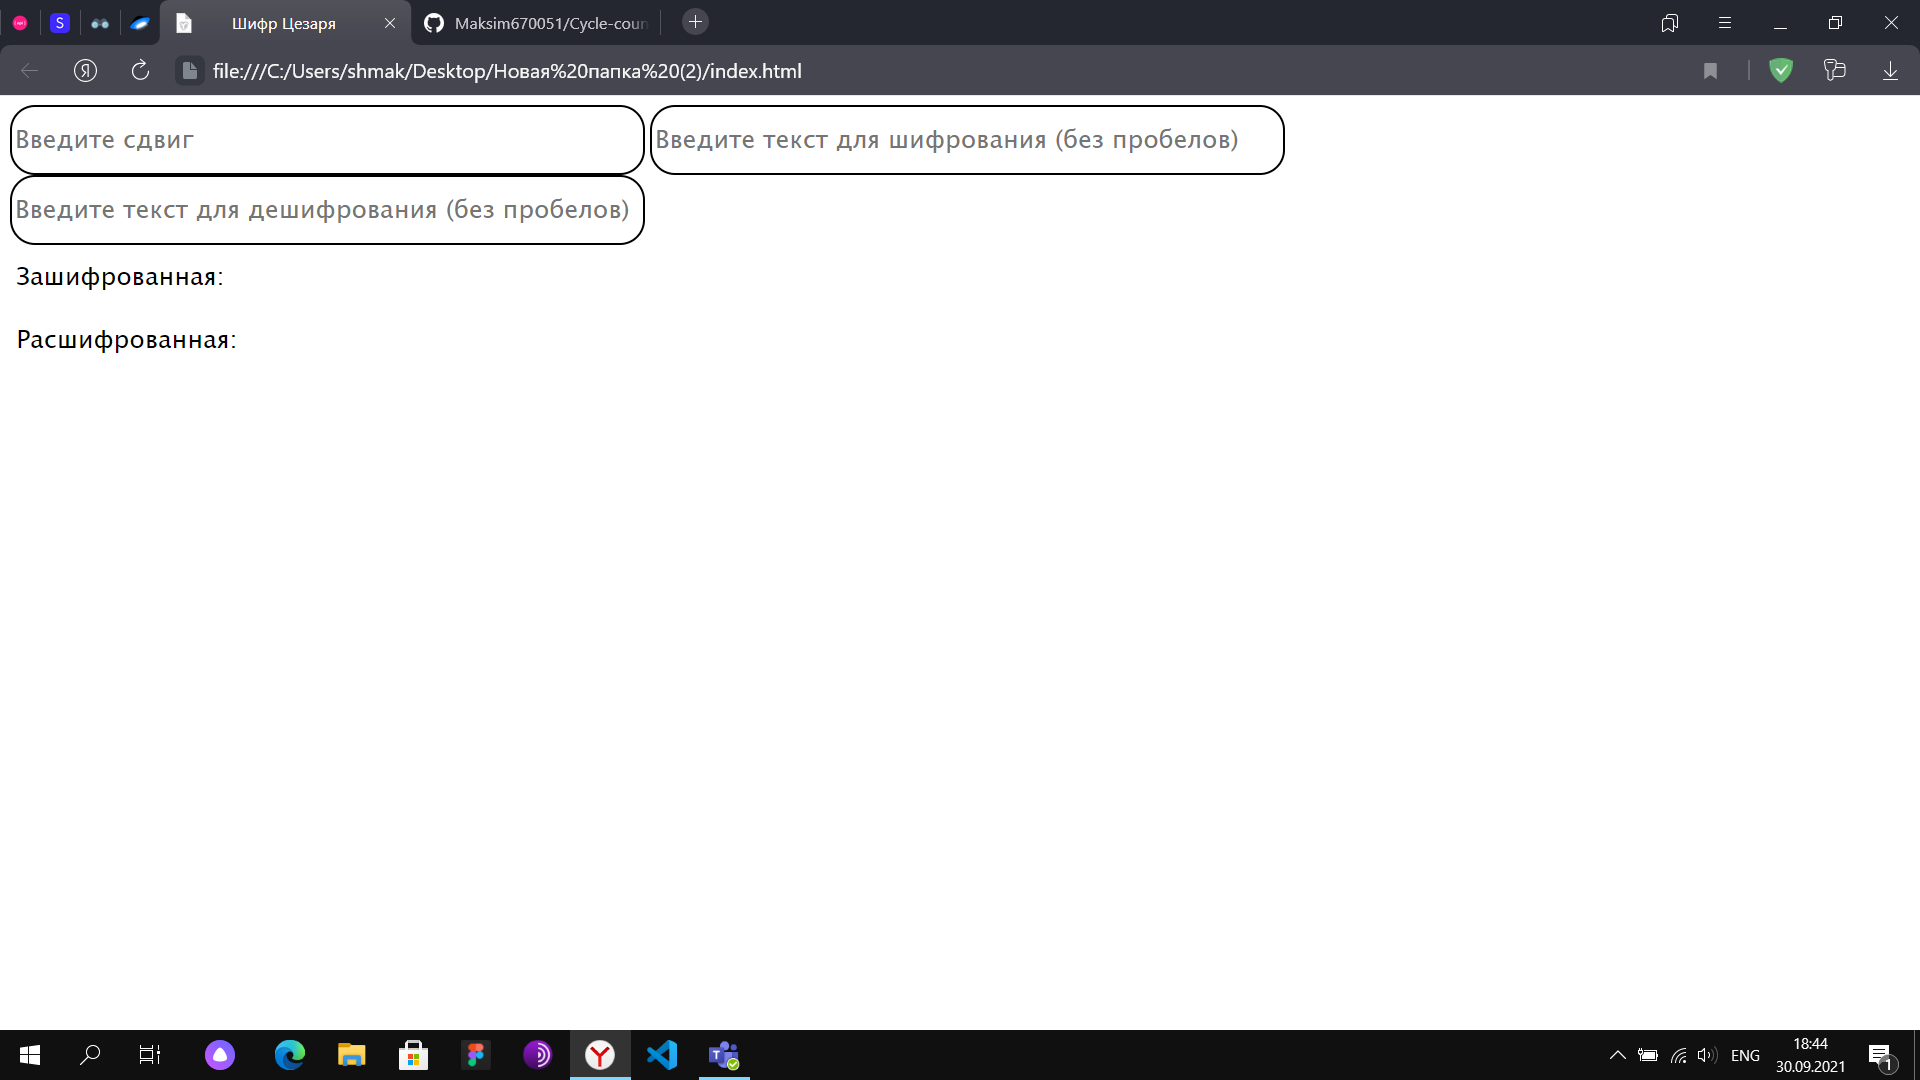 S
Шифр Цезаря
Maksim670051/Cycle-coun
Я
file:///C:/Users/shmak/Desktop/Новая%20папка%20(2)/index.html
Введите сдвиг
Введите текст для шифрования (без пробелов)
Введите текст для дешифрования (без пробелов)
Зашифрованная:
Расшифрованная:
ENG
18:44
30.09.2021
1